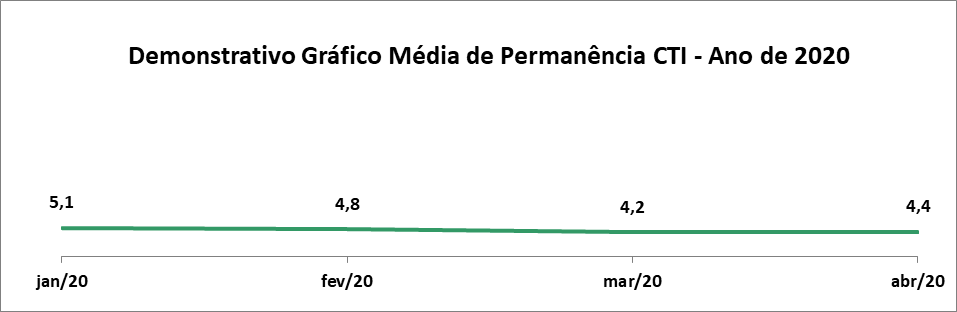 Demonstrativo Gráfico Média de Permanência CTI - Ano de 2020
5,1 4,8 4,2 4,4
jan/20 fev/20 mar/20 abr/20